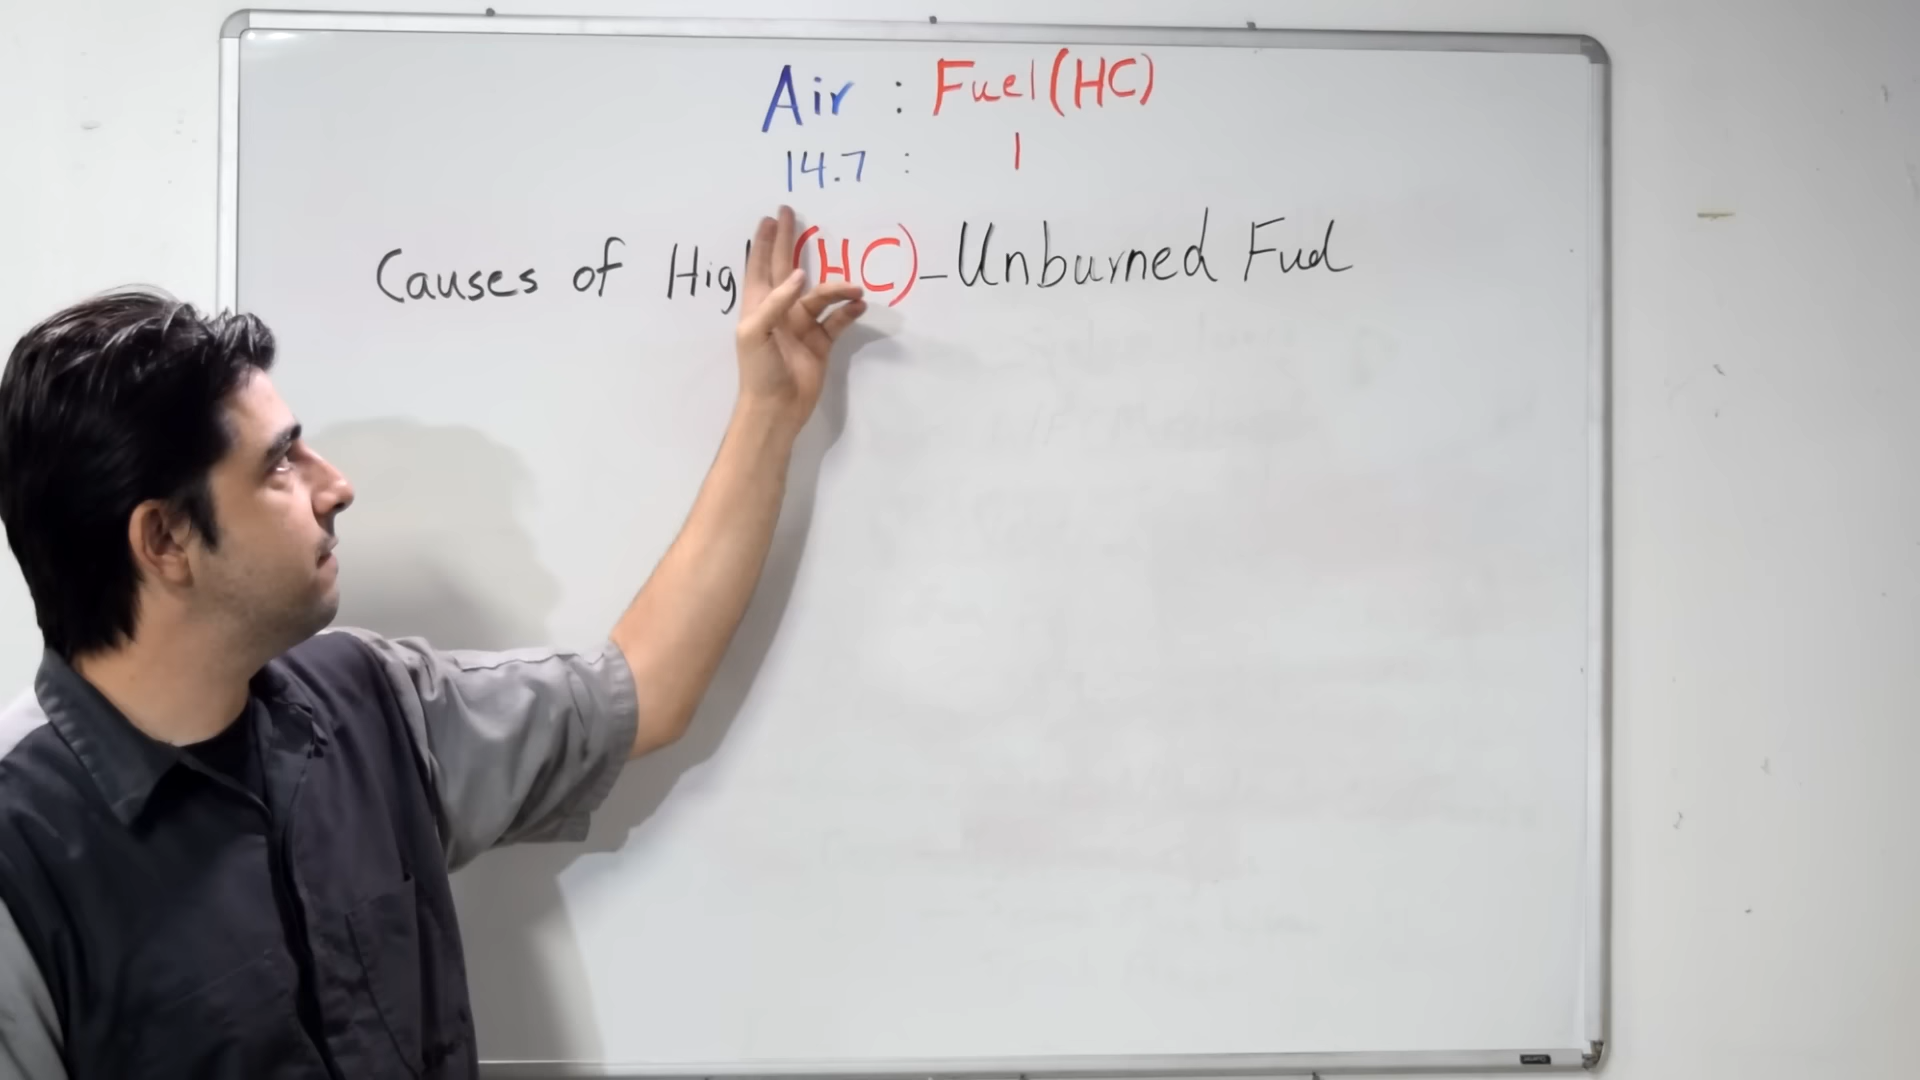 Air : Fuel (HC)
14.7 : 1
Causes of High (HC) - Unburned Fuel